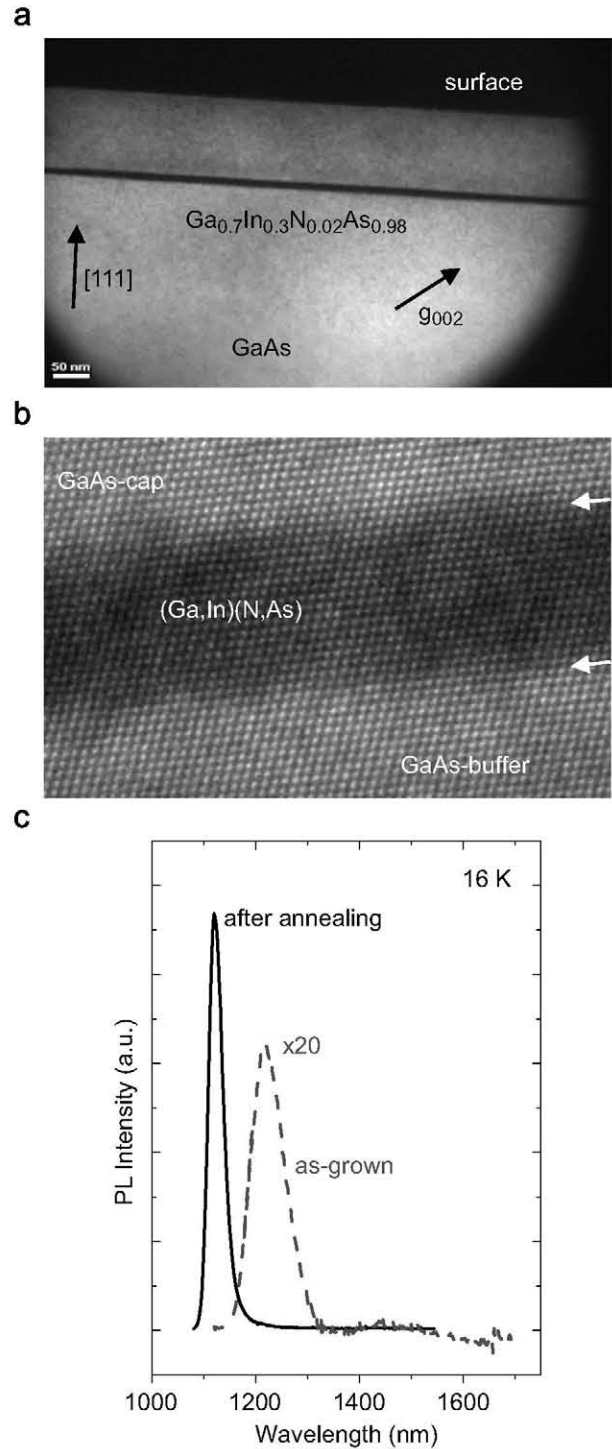 a
surface
Ga0.7In0.3N0.02As0.98
[111]
g002
GaAs
50 nm
b
GaAs-cap
(Ga,In)(N,As)
GaAs-buffer
c
16 K
after annealing
x20
as-grown
PL Intensity (a.u.)
1000 1200 1400 1600
Wavelength (nm)